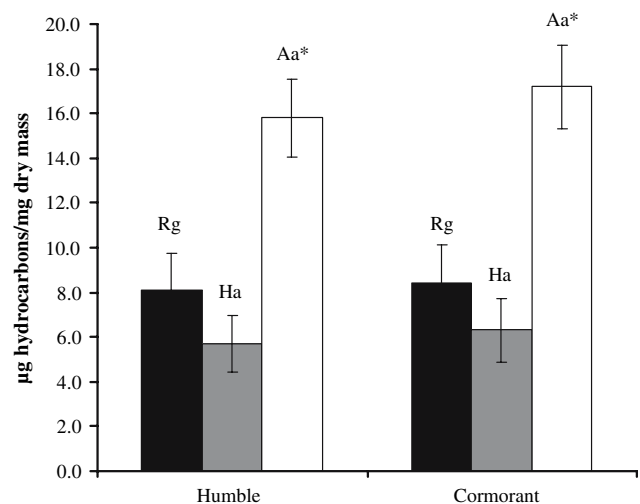 µg hydrocarbons/mg dry mass
20.0
18.0
16.0
14.0
12.0
10.0
8.0
6.0
4.0
2.0
0.0
Rg
Ha
Aa*
Rg
Ha
Aa*
Humble
Cormorant